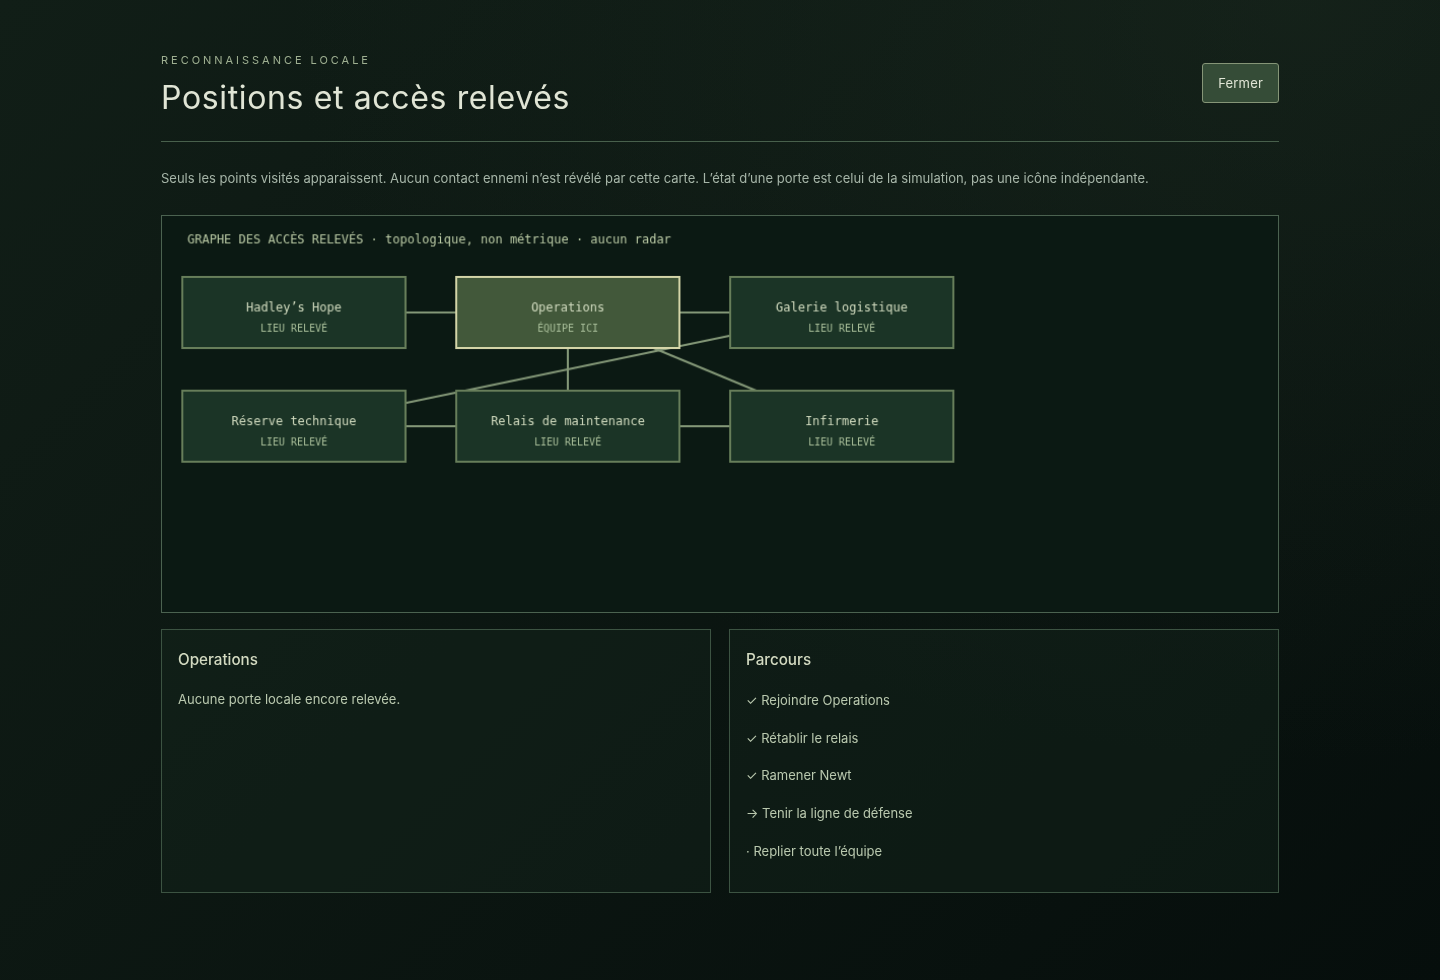 RECONNAISSANCE LOCALE
Positions et accès relevés
Fermer
Seuls les points visités apparaissent. Aucun contact ennemi n’est révélé par cette carte. L’état d’une porte est celui de la simulation, pas une icône indépendante.
GRAPHE DES ACCÈS RELEVÉS · topologique, non métrique · aucun radar
Hadley’s Hope
LIEU RELEVÉ
Operations
ÉQUIPE ICI
Galerie logistique
LIEU RELEVÉ
Réserve technique
LIEU RELEVÉ
Relais de maintenance
LIEU RELEVÉ
Infirmerie
LIEU RELEVÉ
Operations
Aucune porte locale encore relevée.
Parcours
✓ Rejoindre Operations
✓ Rétablir le relais
✓ Ramener Newt
→ Tenir la ligne de défense
· Replier toute l’équipe